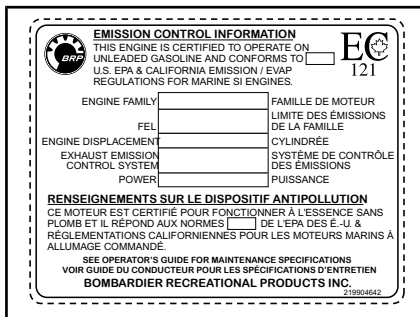 EMISSION CONTROL INFORMATION
THIS ENGINE IS CERTIFIED TO OPERATE ON
UNLEADED GASOLINE AND CONFORMS TO
U.S. EPA & CALIFORNIA EMISSION / EVAP
REGULATIONS FOR MARINE SI ENGINES.
BRP
EC
121
ENGINE FAMILY FAMILLE DE MOTEUR
FEL LIMITE DES ÉMISSIONS
DE LA FAMILLE
ENGINE DISPLACEMENT CYLINDRÉE
EXHAUST EMISSION SYSTÈME DE CONTRÔLE
CONTROL SYSTEM DES ÉMISSIONS
POWER PUISSANCE
RENSEIGNEMENTS SUR LE DISPOSITIF ANTIPOLLUTION
CE MOTEUR EST CERTIFIÉ POUR FONCTIONNER À L'ESSENCE SANS
PLOMB ET IL RÉPOND AUX NORMES DE L'EPA DES É.-U. &
RÉGLEMENTATIONS CALIFORNIENNES POUR LES MOTEURS MARINS À
ALLUMAGE COMMANDÉ.
SEE OPERATOR'S GUIDE FOR MAINTENANCE SPECIFICATIONS
VOIR GUIDE DU CONDUCTEUR POUR LES SPÉCIFICATIONS D'ENTRETIEN
BOMBARDIER RECREATIONAL PRODUCTS INC.
219904642